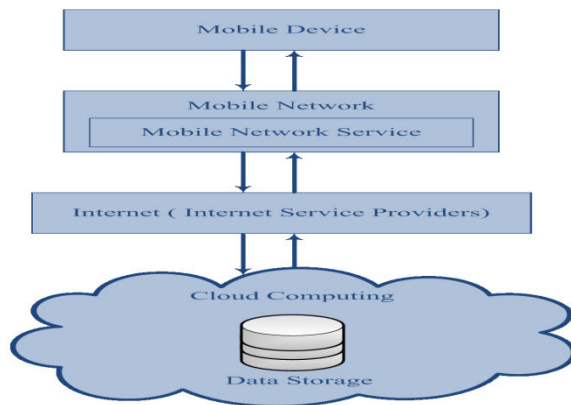 Mobile Device
Mobile Network
Mobile Network Service
Internet ( Internet Service Providers)
Cloud Computing
Data Storage